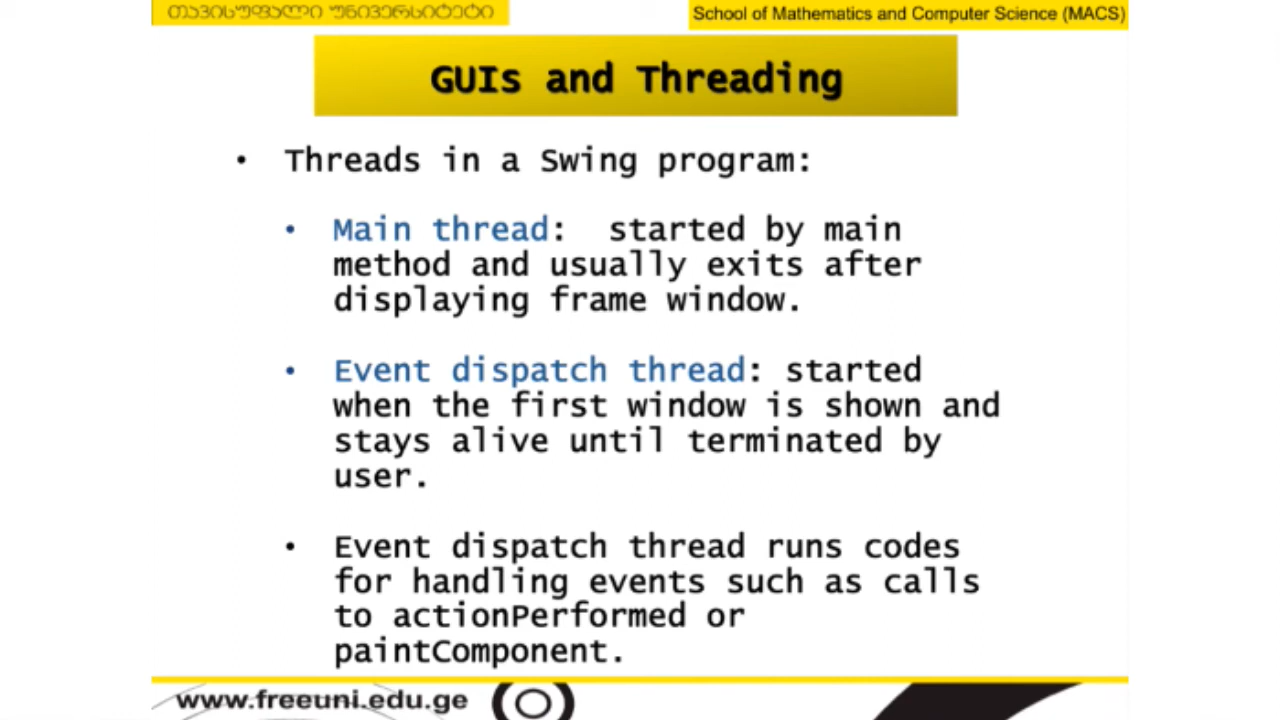 თავისუფალი უნივერსიტეტი
School of Mathematics and Computer Science (MACS)
GUIs and Threading
• Threads in a Swing program:
• Main thread: started by main
method and usually exits after
displaying frame window.
• Event dispatch thread: started
when the first window is shown and
stays alive until terminated by
user.
• Event dispatch thread runs codes
for handling events such as calls
to actionPerformed or
paintComponent.
www.freeuni.edu.ge